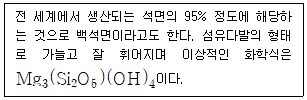 전 세계에서 생산되는 석면의 95% 정도에 해당하
는 것으로 백석면이라고도 한다. 섬유다발의 형태
로 가늘고 잘 휘어지며 이상적인 화학식은
Mg₃(Si₂O₅)(OH)₄이다.